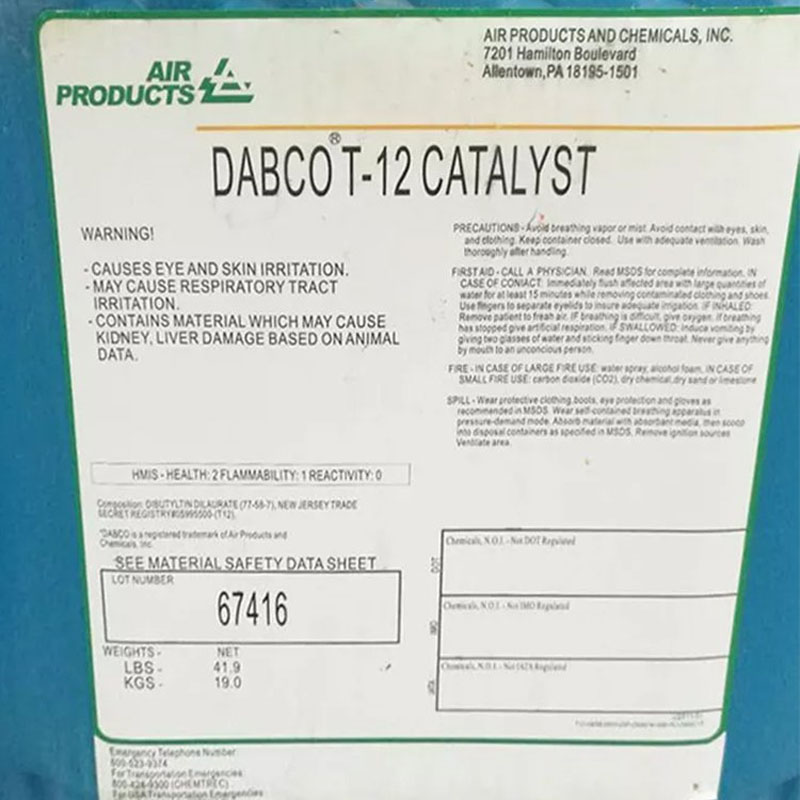 AIR
PRODUCTS
AIR PRODUCTS AND CHEMICALS, INC.
7201 Hamilton Boulevard
Allentown, PA 18195-1501
DABCO® T-12 CATALYST
WARNING!
- CAUSES EYE AND SKIN IRRITATION.
- MAY CAUSE RESPIRATORY TRACT
IRRITATION.
- CONTAINS MATERIAL WHICH MAY CAUSE
KIDNEY, LIVER DAMAGE BASED ON ANIMAL
DATA.
PRECAUTIONS - Avoid breathing vapor or mist. Avoid contact with eyes, skin,
and clothing. Keep container closed. Use with adequate ventilation. Wash
thoroughly after handling.
FIRST AID - CALL A PHYSICIAN. Read MSDS for complete information. IN
CASE OF CONTACT: Immediately flush affected area with large quantities of
water for at least 15 minutes while removing contaminated clothing and shoes.
Use fingers to separate eyelids to insure adequate irrigation. IF INHALED:
Remove patient to fresh air. IF breathing is difficult, give oxygen. If breathing
has stopped give artificial respiration. IF SWALLOWED: induce vomiting by
giving two glasses of water and sticking finger down throat. Never give anything
by mouth to an unconcious person.
FIRE - IN CASE OF LARGE FIRE USE: water spray, alcohol foam, IN CASE OF
SMALL FIRE USE: carbon dioxide (CO2), dry chemical, dry sand or limestone
SPILL - Wear protective clothing, boots, eye protection and gloves as
recommended in MSDS. Wear self-contained breathing apparatus in
pressure-demand mode. Absorb material with absorbent media, then scoop
into disposal containers as specified in MSDS. Remove ignition sources
Ventilate area.
HMIS - HEALTH: 2 FLAMMABILITY: 1 REACTIVITY: 0
Composition: DIBUTYLTIN DILAURATE (77-58-7), NEW JERSEY TRADE
SECRET REGISTRY (T12).
*DABCO is a registered trademark of Air Products and
Chemicals, Inc.
SEE MATERIAL SAFETY DATA SHEET
LOT NUMBER
67416
WEIGHTS - NET
LBS - 41.9
KGS - 19.0
DOT
Chemicals, N.O.I. - Not DOT Regulated
Chemicals, N.O.I. - Not IMO Regulated
Chemicals, N.O.I. - Not IATA Regulated
Emergency Telephone Number
800-523-9374
For Transportation Emergencies
800-424-9300 (CHEMTREC)
For USA Transportation Emergencies